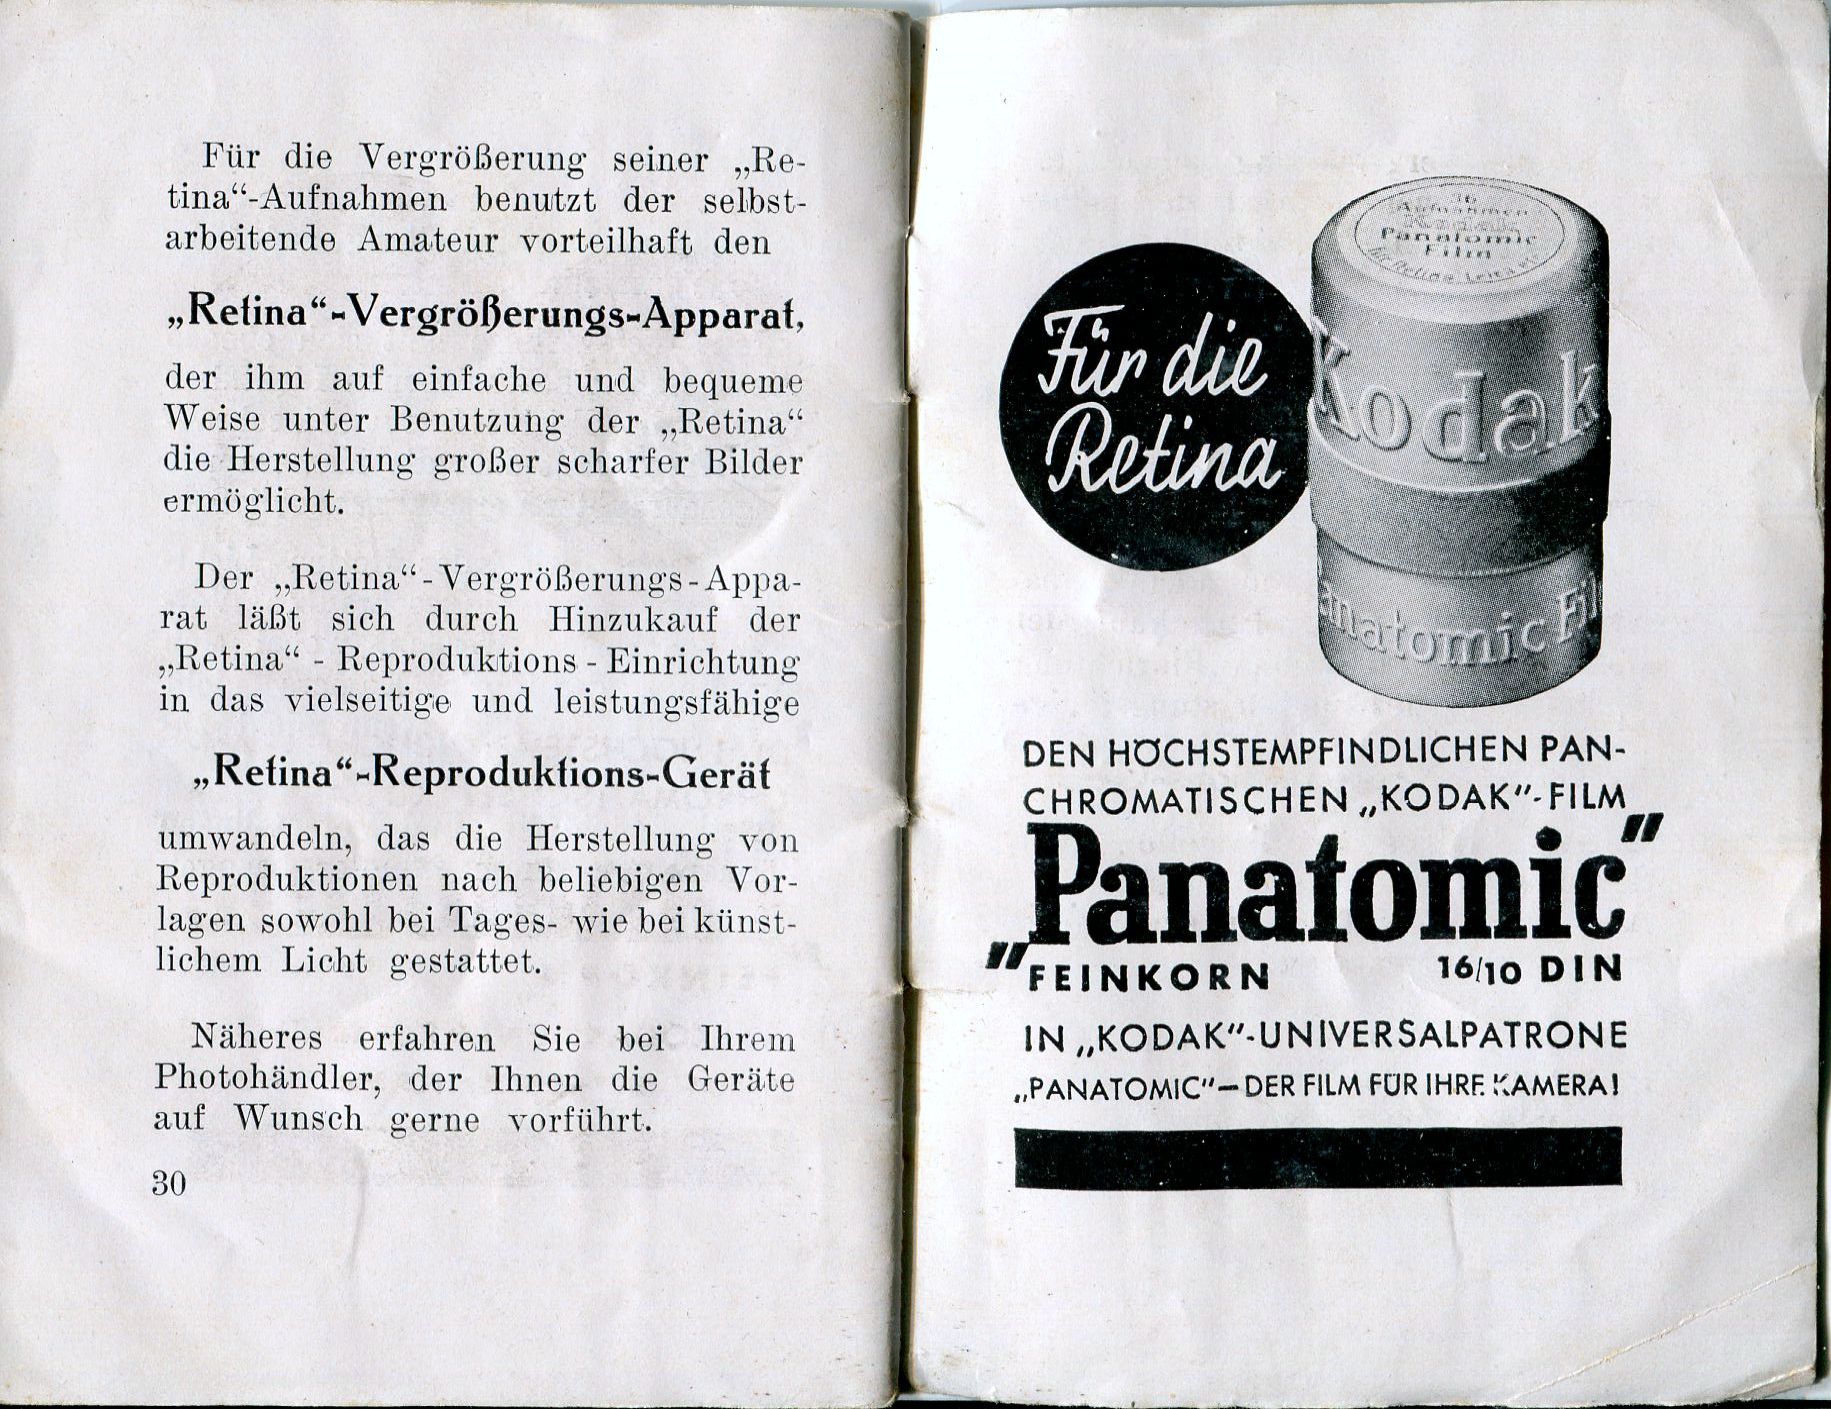 Für die Vergrößerung seiner „Re-
tina“-Aufnahmen benutzt der selbst-
arbeitende Amateur vorteilhaft den
„Retina“-Vergrößerungs-Apparat,
der ihm auf einfache und bequeme
Weise unter Benutzung der „Retina“
die Herstellung großer scharfer Bilder
ermöglicht.
Der „Retina“-Vergrößerungs-Appa-
rat läßt sich durch Hinzukauf der
„Retina“ - Reproduktions - Einrichtung
in das vielseitige und leistungsfähige
„Retina“-Reproduktions-Gerät
umwandeln, das die Herstellung von
Reproduktionen nach beliebigen Vor-
lagen sowohl bei Tages- wie bei künst-
lichem Licht gestattet.
Näheres erfahren Sie bei Ihrem
Photohändler, der Ihnen die Geräte
auf Wunsch gerne vorführt.
30
16
Aufnahmen
Kodak
Panatomic
Film
Für die
Retina
Kodak
Panatomic Fil
DEN HÖCHSTEMPFINDLICHEN PAN-
CHROMATISCHEN „KODAK“-FILM
„Panatomic“
FEINKORN 16/10 DIN
IN „KODAK“-UNIVERSALPATRONE
„PANATOMIC“—DER FILM FÜR IHRE KAMERA!